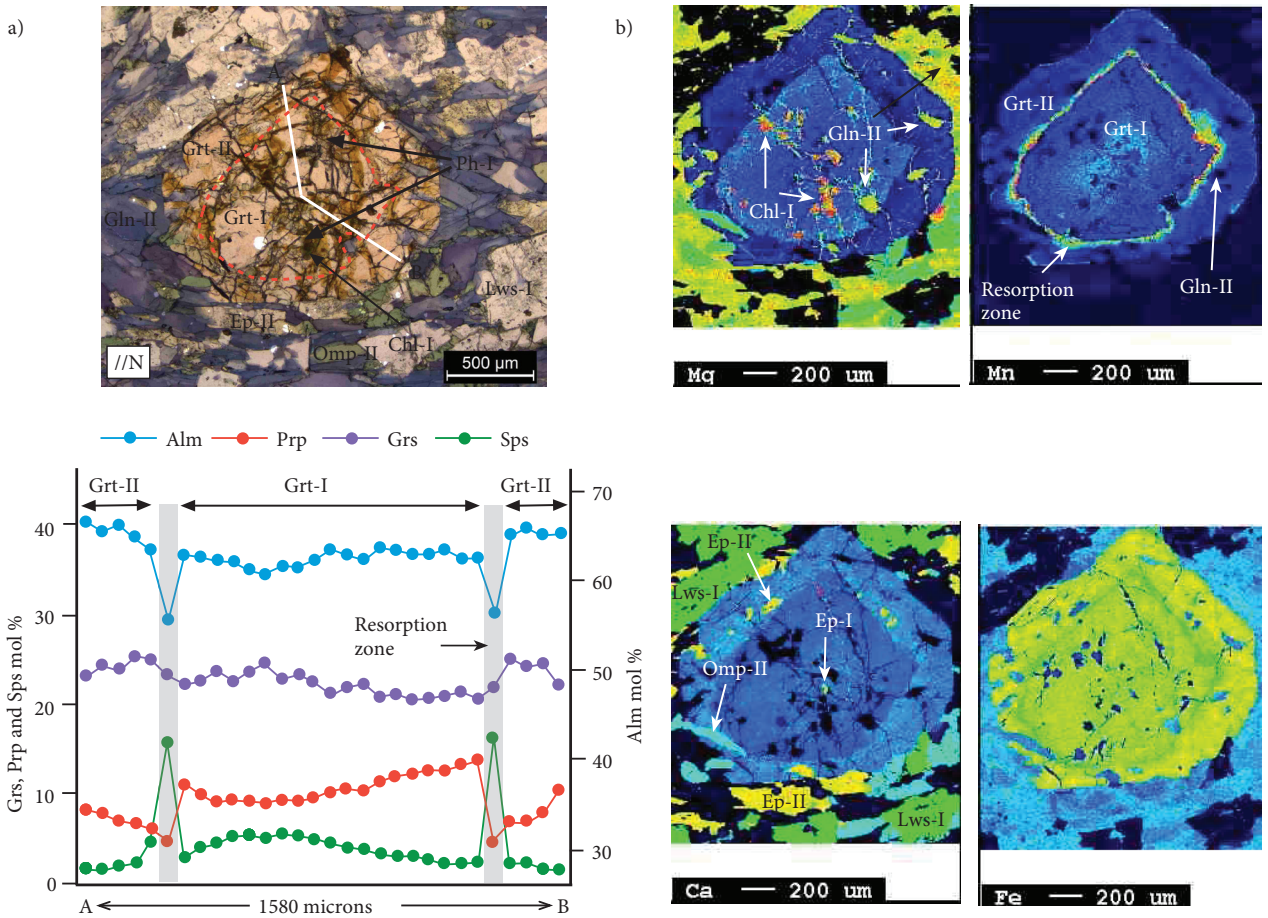 a)
A
Grt-II
Ph-I
Grt-I
Gln-II
Lws-I
Ep-II
Omp-II
Chl-I
//N
500 µm
b)
Gln-II
Chl-I
Mg 200 um
Grt-II
Grt-I
Resorption
zone
Gln-II
Mn 200 um
Alm Prp Grs Sps
Grt-II Grt-I Grt-II
Resorption
zone
Grs, Prp and Sps mol %
40
30
20
10
0
Alm mol %
70
60
50
40
30
A 1580 microns B
Ep-II
Lws-I
Ep-I
Omp-II
Ep-II
Lws-I
Ca 200 um
Fe 200 um